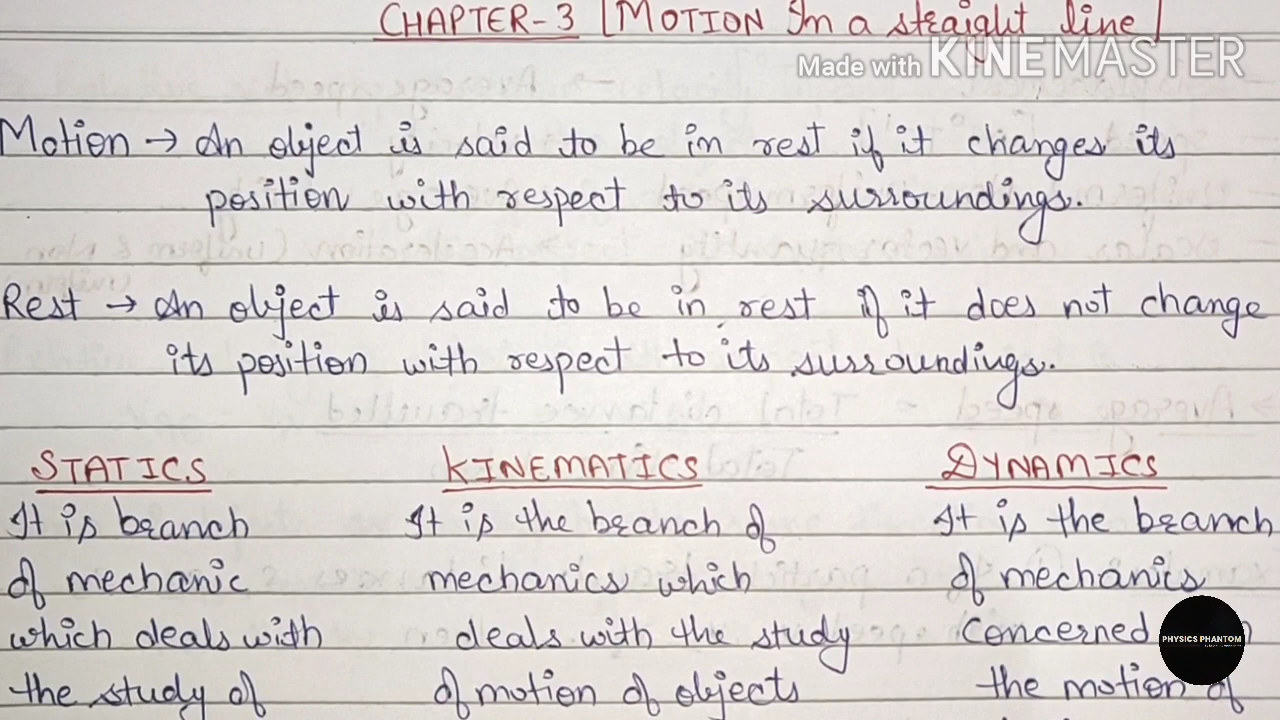 CHAPTER-3 [MOTION In a straight line]
Made with KINEMASTER
Motion → An object is said to be in rest if it changes its
position with respect to its surroundings.
Rest → An object is said to be in rest if it does not change
its position with respect to its surroundings.
STATICS
It is branch
of mechanic
which deals with
the study of
KINEMATICS
It is the branch of
mechanics which
deals with the study
of motion of objects
DYNAMICS
It is the branch
of mechanics
Concerned
the motion of
PHYSICS PHANTOM